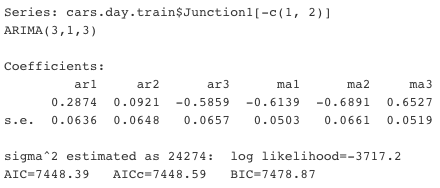 Series: cars.day.train$Junction1[-c(1, 2)]
ARIMA(3,1,3)
Coefficients:
ar1 ar2 ar3 ma1 ma2 ma3
0.2874 0.0921 -0.5859 -0.6139 -0.6891 0.6527
s.e. 0.0636 0.0648 0.0657 0.0503 0.0661 0.0519
sigma^2 estimated as 24274: log likelihood=-3717.2
AIC=7448.39 AICc=7448.59 BIC=7478.87